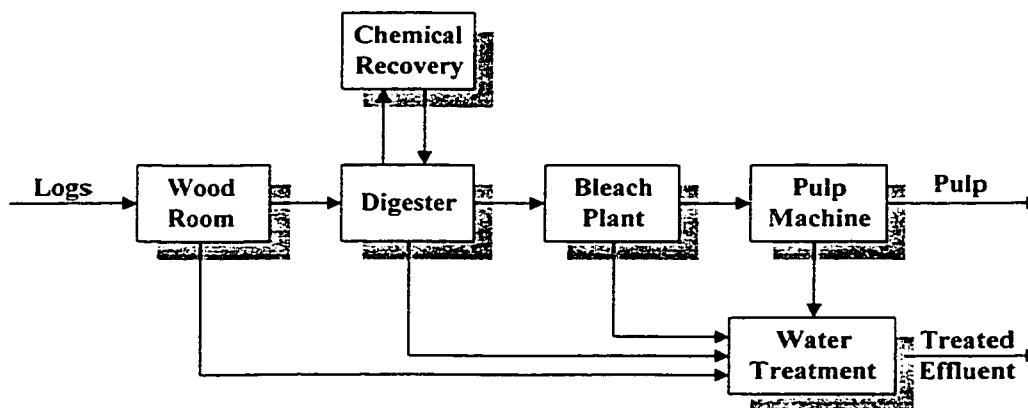 Chemical
Recovery
Logs
Wood
Room
Digester
Bleach
Plant
Pulp
Machine
Pulp
Water
Treatment
Treated
Effluent